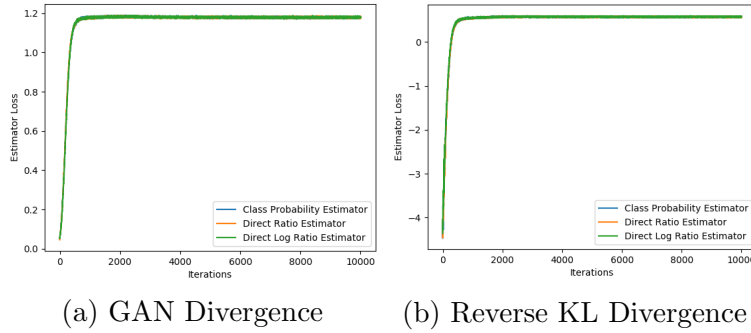 1.2
1.0
0.8
0.6
0.4
0.2
0.0
Estimator Loss
0
2000
4000
6000
8000
10000
Iterations
Class Probability Estimator
Direct Ratio Estimator
Direct Log Ratio Estimator
(a) GAN Divergence
0
−1
−2
−3
−4
Estimator Loss
0
2000
4000
6000
8000
10000
Iterations
Class Probability Estimator
Direct Ratio Estimator
Direct Log Ratio Estimator
(b) Reverse KL Divergence